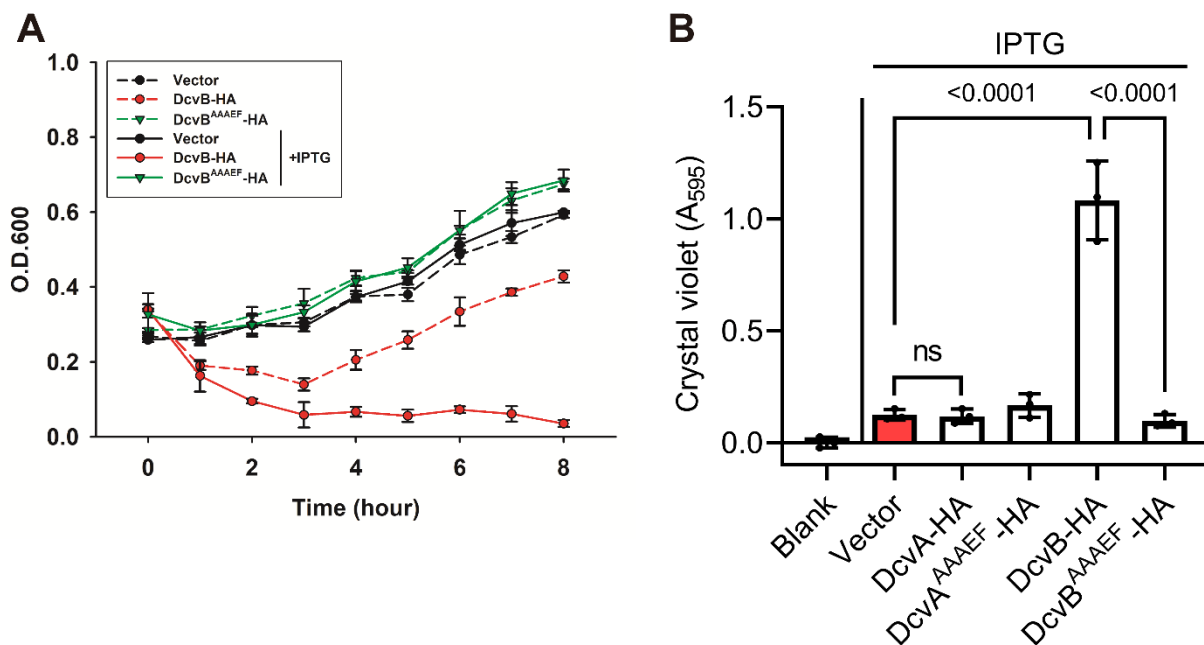 A
1.0
0.8
0.6
0.4
0.2
0.0
O.D.600
Vector
DcvB-HA
DcvB^AAAEF-HA
Vector
DcvB-HA
DcvB^AAAEF-HA
+IPTG
0 2 4 6 8
Time (hour)
B
IPTG
<0.0001 <0.0001
1.5
1.0
0.5
0.0
Crystal violet (A₅₉₅)
ns
Blank
Vector
DcvA-HA
DcvA^AAAEF-HA
DcvB-HA
DcvB^AAAEF-HA